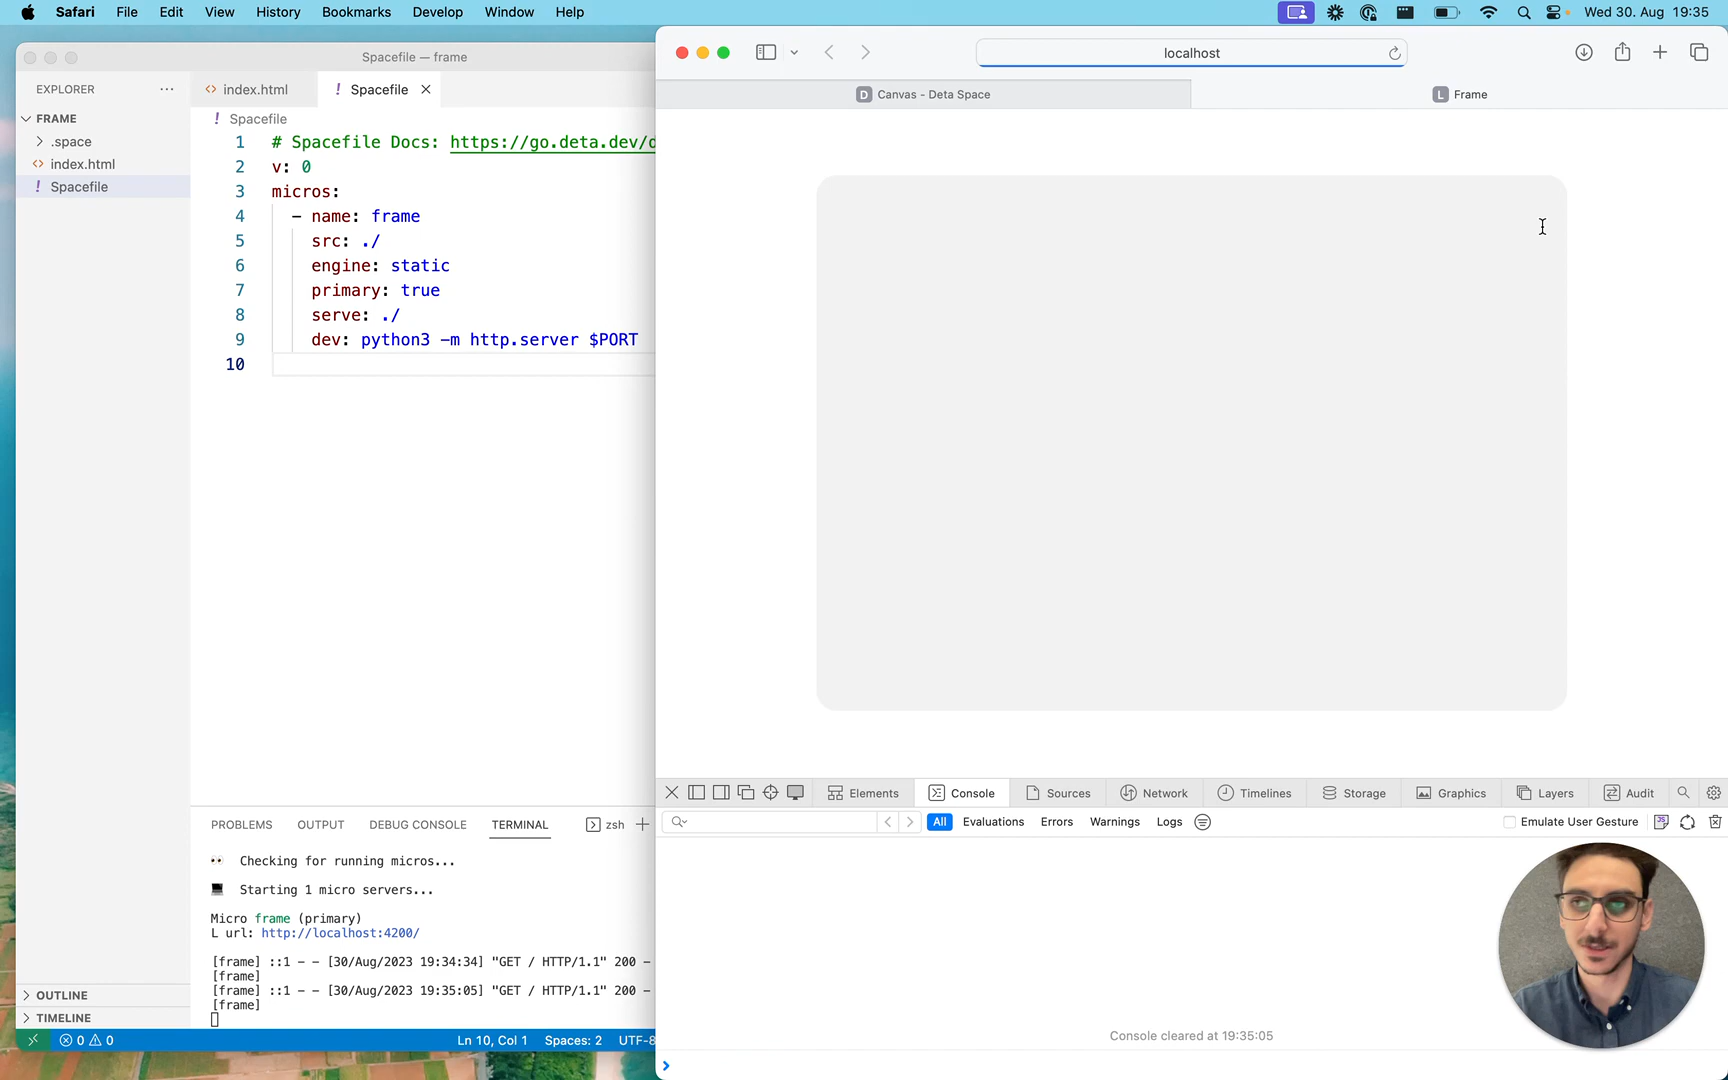 Safari File Edit View History Bookmarks Develop Window Help
Wed 30. Aug 19:35
Spacefile — frame
EXPLORER
FRAME
.space
index.html
Spacefile
index.html
Spacefile
Spacefile
1 # Spacefile Docs: https://go.deta.dev/d
2 v: 0
3 micros:
4 - name: frame
5 src: ./
6 engine: static
7 primary: true
8 serve: ./
9 dev: python3 -m http.server $PORT
10
PROBLEMS OUTPUT DEBUG CONSOLE TERMINAL zsh
Checking for running micros...
Starting 1 micro servers...
Micro frame (primary)
L url: http://localhost:4200/
[frame] ::1 - - [30/Aug/2023 19:34:34] "GET / HTTP/1.1" 200 -
[frame]
[frame] ::1 - - [30/Aug/2023 19:35:05] "GET / HTTP/1.1" 200 -
[frame]
OUTLINE
TIMELINE
0 0 Ln 10, Col 1 Spaces: 2 UTF-8
localhost
D Canvas - Deta Space
L Frame
Elements Console Sources Network Timelines Storage Graphics Layers Audit
All Evaluations Errors Warnings Logs
Emulate User Gesture
Console cleared at 19:35:05